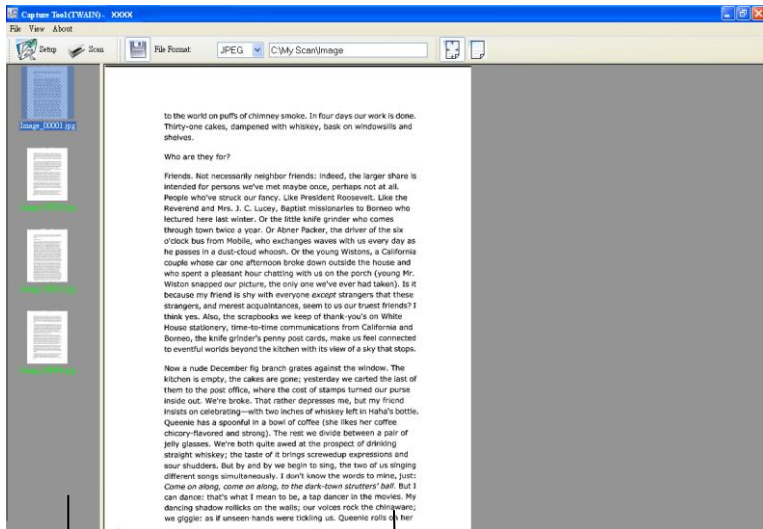 Capture Tool(TWAIN) - XXXX
File View About
Setup Scan File Format: JPEG C:\My Scan\Image
Image_00001.jpg
to the world on puffs of chimney smoke. In four days our work is done.
Thirty-one cakes, dampened with whiskey, bask on windowsills and
shelves.
Who are they for?
Friends. Not necessarily neighbor friends: indeed, the larger share is
intended for persons we've met maybe once, perhaps not at all.
People who've struck our fancy. Like President Roosevelt. Like the
Reverend and Mrs. J. C. Lucey, Baptist missionaries to Borneo who
lectured here last winter. Or the little knife grinder who comes
through town twice a year. Or Abner Packer, the driver of the six
o'clock bus from Mobile, who exchanges waves with us every day as
he passes in a dust-cloud whoosh. Or the young Wistons, a California
couple whose car one afternoon broke down outside the house and
who spent a pleasant hour chatting with us on the porch (young Mr.
Wiston snapped our picture, the only one we've ever had taken). Is it
because my friend is shy with everyone except strangers that these
strangers, and merest acquaintances, seem to us our truest friends? I
think yes. Also, the scrapbooks we keep of thank-you's on White
House stationery, time-to-time communications from California and
Borneo, the knife grinder's penny post cards, make us feel connected
to eventful worlds beyond the kitchen with its view of a sky that stops.
Now a nude December fig branch grates against the window. The
kitchen is empty, the cakes are gone; yesterday we carted the last of
them to the post office, where the cost of stamps turned our purse
inside out. We're broke. That rather depresses me, but my friend
insists on celebrating—with two inches of whiskey left in Haha's bottle.
Queenie has a spoonful in a bowl of coffee (she likes her coffee
chicory-flavored and strong). The rest we divide between a pair of
jelly glasses. We're both quite awed at the prospect of drinking
straight whiskey; the taste of it brings screwedup expressions and
sour shudders. But by and by we begin to sing, the two of us singing
different songs simultaneously. I don't know the words to mine, just:
Come on along, come on along, to the dark-town strutters' ball. But I
can dance: that's what I mean to be, a tap dancer in the movies. My
dancing shadow rollicks on the walls; our voices rock the chinaware;
we giggle: as if unseen hands were tickling us. Queenie rolls on her